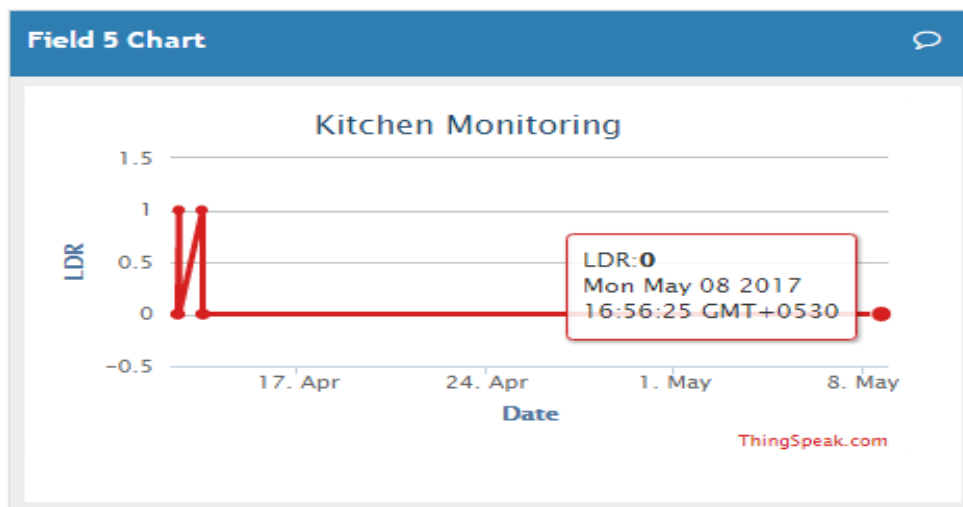 Field 5 Chart
Kitchen Monitoring
1.5
1
0.5
0
-0.5
LDR
LDR:0
Mon May 08 2017
16:56:25 GMT+0530
17. Apr 24. Apr 1. May 8. May
Date
ThingSpeak.com